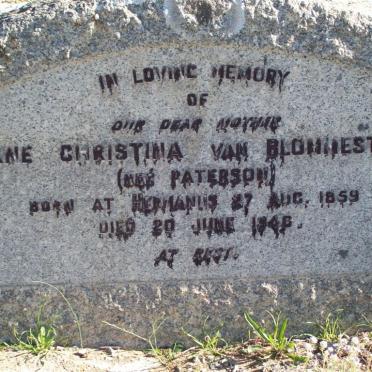 IN LOVING MEMORY
OF
OUR DEAR MOTHER
ANE CHRISTINA VAN BLOMMEST
(NEÉ PATERSON)
BORN AT HERMANUS 27 AUG. 1859
DIED 20 JUNE 1946.
AT REST.